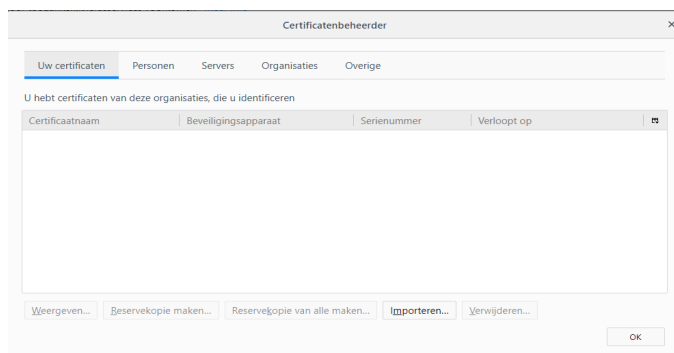 Certificatenbeheerder
Uw certificaten Personen Servers Organisaties Overige
U hebt certificaten van deze organisaties, die u identificeren
Certificaatnaam Beveiligingsapparaat Serienummer Verloopt op
Weergeven... Reservekopie maken... Reservekopie van alle maken... Importeren... Verwijderen...
OK